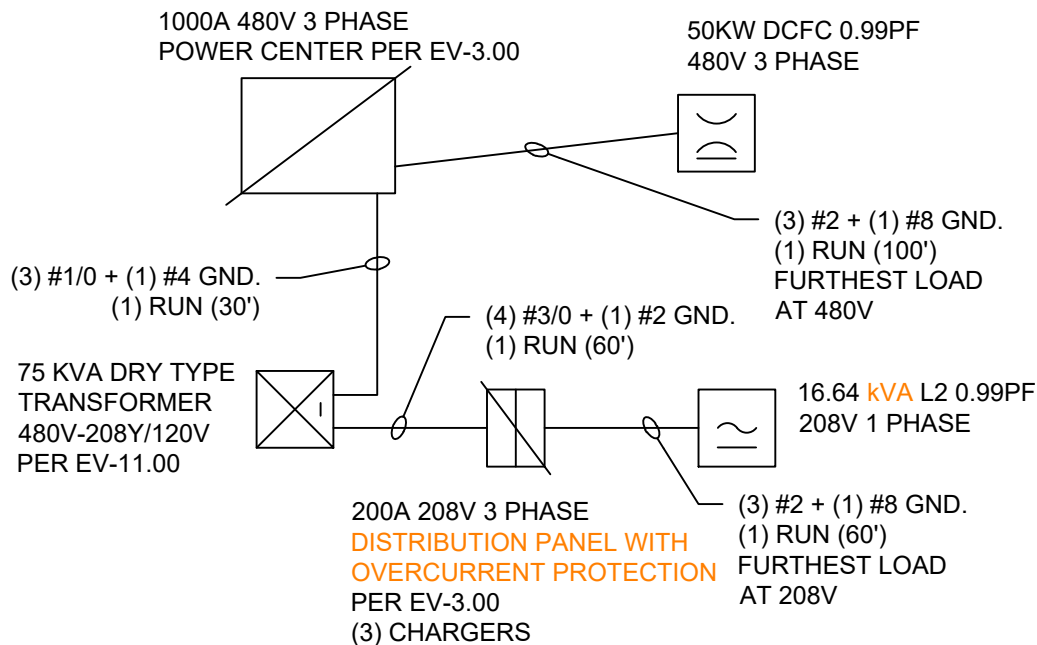 1000A 480V 3 PHASE
POWER CENTER PER EV-3.00
50KW DCFC 0.99PF
480V 3 PHASE
(3) #2 + (1) #8 GND.
(1) RUN (100')
FURTHEST LOAD
AT 480V
(3) #1/0 + (1) #4 GND.
(1) RUN (30')
(4) #3/0 + (1) #2 GND.
(1) RUN (60')
75 KVA DRY TYPE
TRANSFORMER
480V-208Y/120V
PER EV-11.00
16.64 kVA L2 0.99PF
208V 1 PHASE
200A 208V 3 PHASE
DISTRIBUTION PANEL WITH
OVERCURRENT PROTECTION
PER EV-3.00
(3) CHARGERS
(3) #2 + (1) #8 GND.
(1) RUN (60')
FURTHEST LOAD
AT 208V